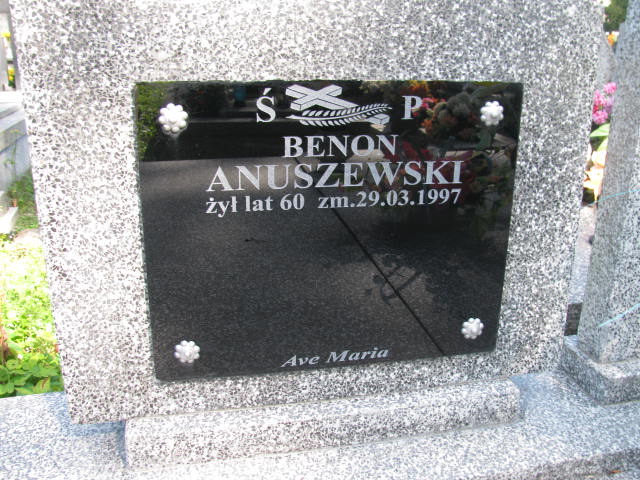 Ś P
BENON
ANUSZEWSKI
żył lat 60 zm.29.03.1997
Ave Maria